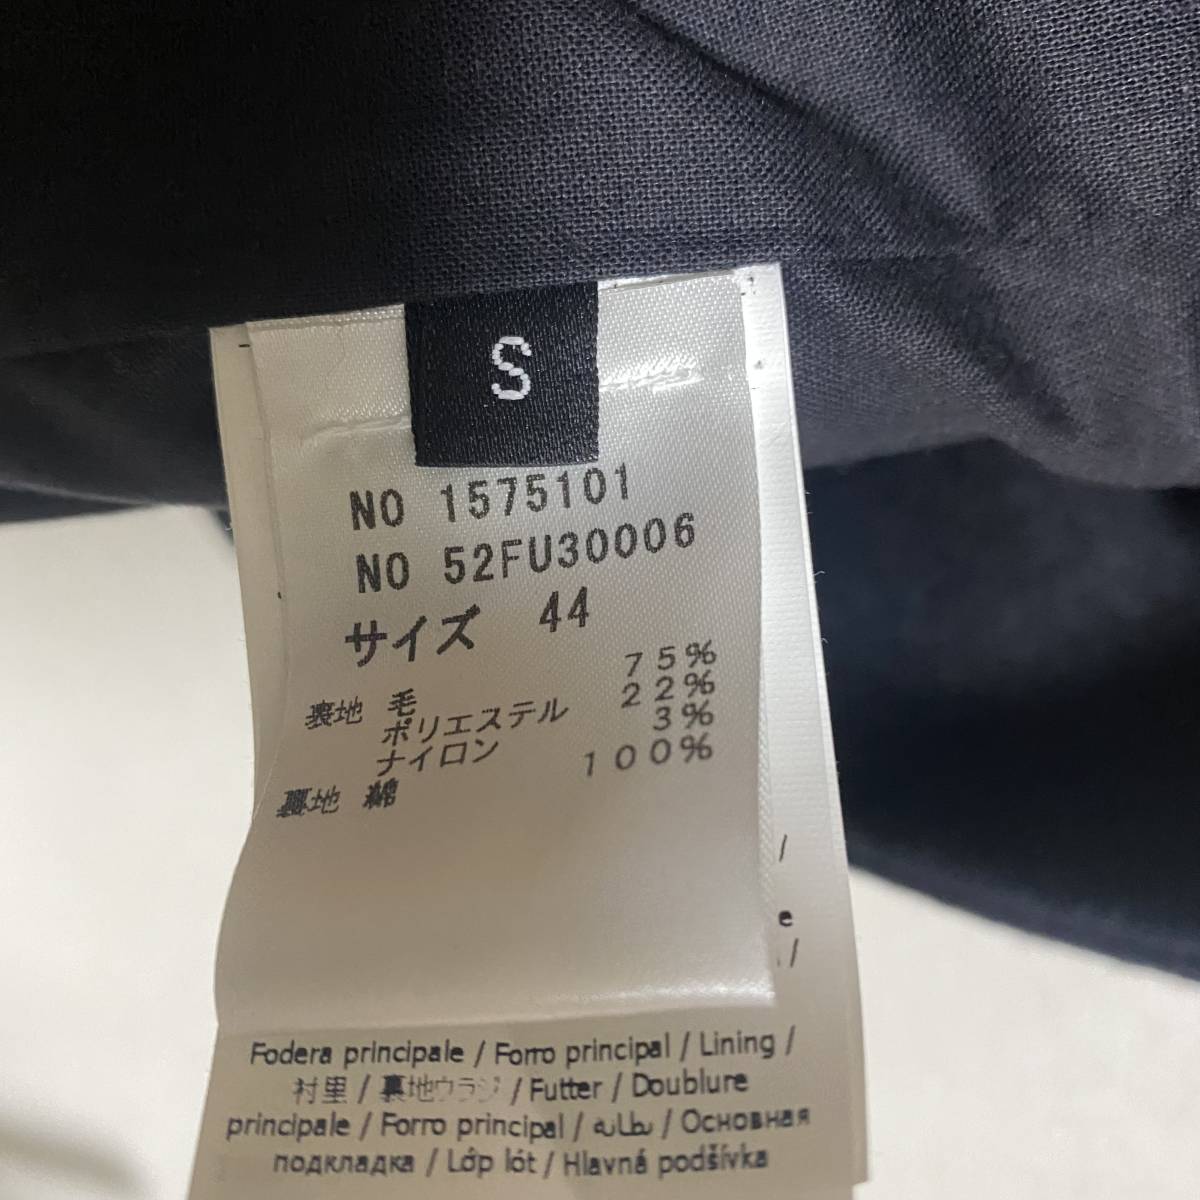 S
NO 1575101
NO 52FU30006
サイズ 44
表地 毛 75%
ポリエステル 22%
ナイロン 3%
裏地 綿 100%
/
e
/
Fodera principale / Forro principal / Lining /
衬里 / 裏地ウラジ / Futter / Doublure
principale / Forro principal / بطانه / Основная
подкладка / Lớp lót / Hlavná podšívka